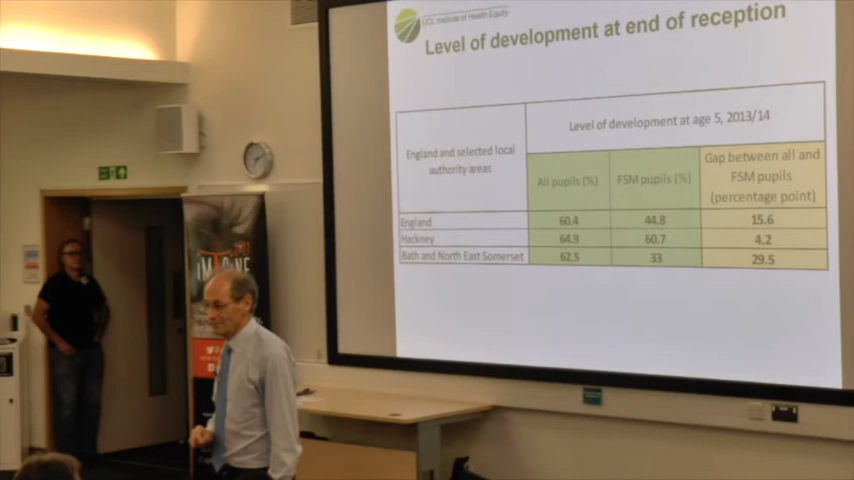 UCL Institute of Health Equity
Level of development at end of reception
England and selected local
authority areas
Level of development at age 5, 2013/14
All pupils (%)
FSM pupils (%)
Gap between all and
FSM pupils
(percentage point)
England 60.4 44.8 15.6
Hackney 64.9 60.7 4.2
Bath and North East Somerset 62.5 33 29.5
IMAGINE